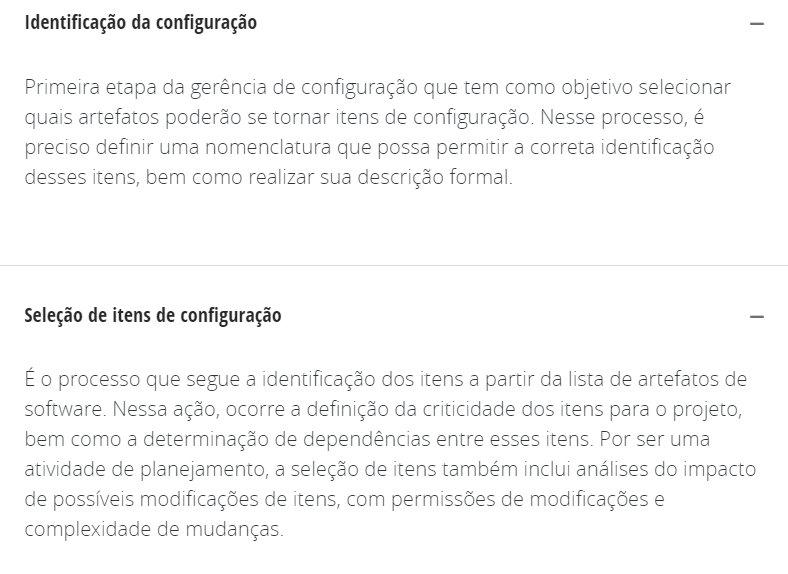 Identificação da configuração
Primeira etapa da gerência de configuração que tem como objetivo selecionar
quais artefatos poderão se tornar itens de configuração. Nesse processo, é
preciso definir uma nomenclatura que possa permitir a correta identificação
desses itens, bem como realizar sua descrição formal.
Seleção de itens de configuração
É o processo que segue a identificação dos itens a partir da lista de artefatos de
software. Nessa ação, ocorre a definição da criticidade dos itens para o projeto,
bem como a determinação de dependências entre esses itens. Por ser uma
atividade de planejamento, a seleção de itens também inclui análises do impacto
de possíveis modificações de itens, com permissões de modificações e
complexidade de mudanças.